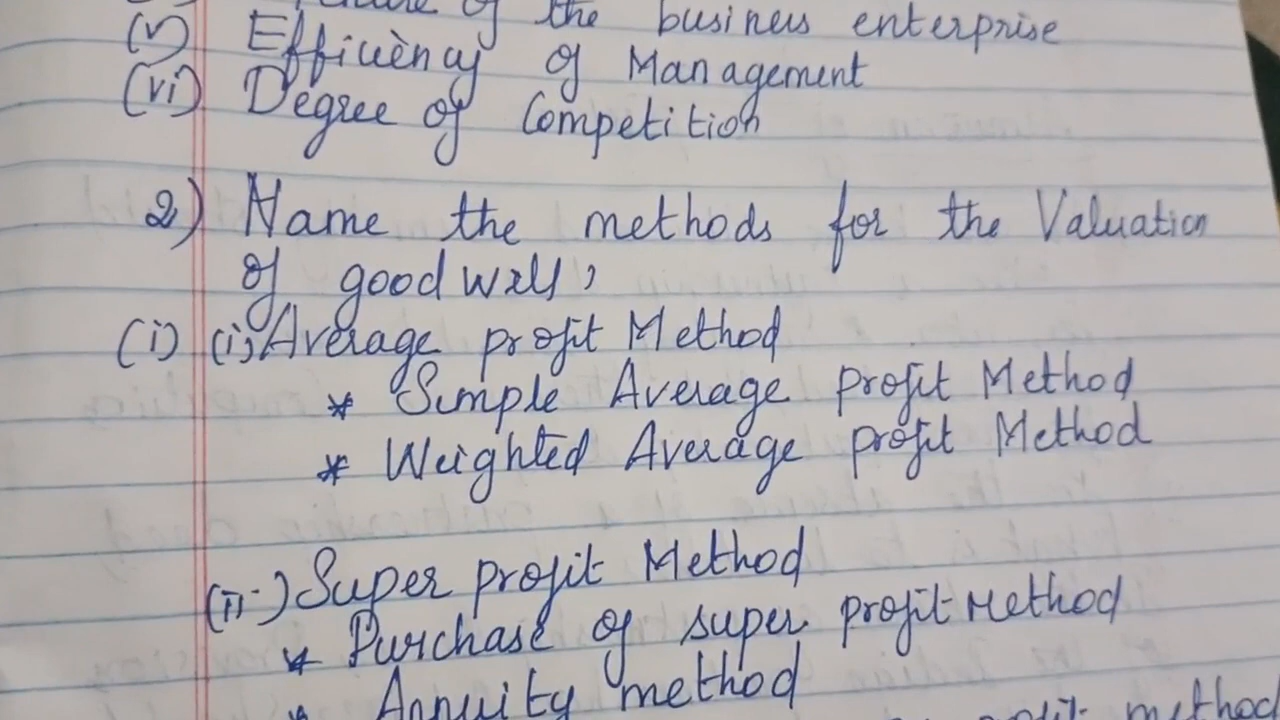 of the business enterprise
(v) Efficiency of Management
(vi) Degree of Competition
2) Name the methods for the Valuation
of goodwill,
(i) (i) Average profit Method
* Simple Average profit Method
* Weighted Average profit Method
(ii) Super profit Method
* Purchase of super profit Method
* Annuity method
profit method